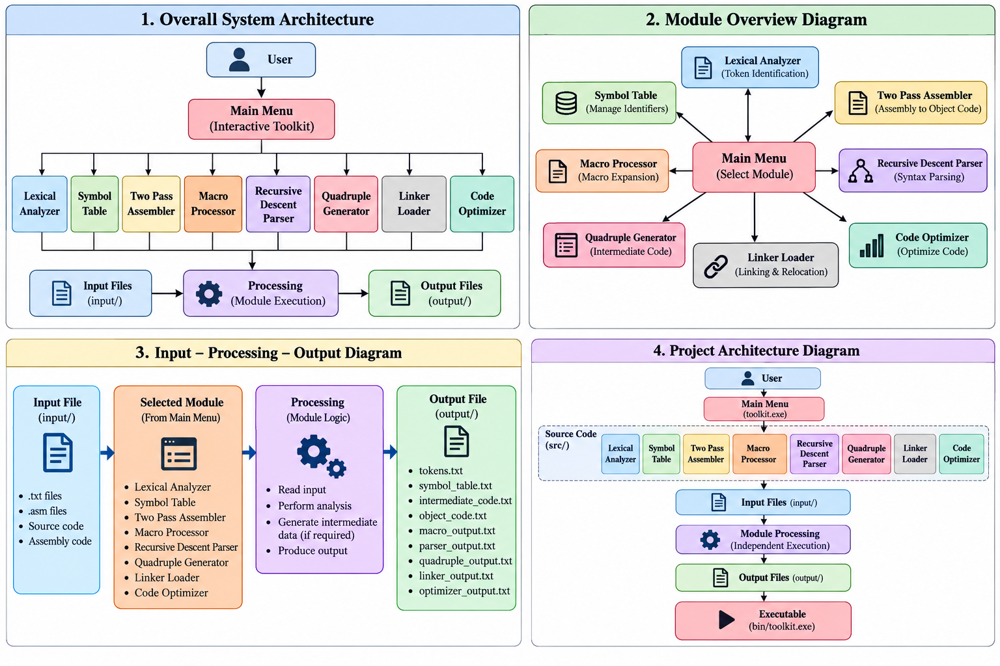 1. Overall System Architecture
User
Main Menu
(Interactive Toolkit)
Lexical
Analyzer
Symbol
Table
Two Pass
Assembler
Macro
Processor
Recursive
Descent
Parser
Quadruple
Generator
Linker
Loader
Code
Optimizer
Input Files
(input/)
Processing
(Module Execution)
Output Files
(output/)
2. Module Overview Diagram
Lexical Analyzer
(Token Identification)
Symbol Table
(Manage Identifiers)
Two Pass Assembler
(Assembly to Object Code)
Main Menu
(Select Module)
Macro Processor
(Macro Expansion)
Recursive Descent Parser
(Syntax Parsing)
Quadruple Generator
(Intermediate Code)
Linker Loader
(Linking & Relocation)
Code Optimizer
(Optimize Code)
3. Input – Processing – Output Diagram
Input File
(input/)
• .txt files
• .asm files
• Source code
• Assembly code
Selected Module
(From Main Menu)
• Lexical Analyzer
• Symbol Table
• Two Pass Assembler
• Macro Processor
• Recursive Descent Parser
• Quadruple Generator
• Linker Loader
• Code Optimizer
Processing
(Module Logic)
• Read input
• Perform analysis
• Generate intermediate
data (if required)
• Produce output
Output File
(output/)
• tokens.txt
• symbol_table.txt
• intermediate_code.txt
• object_code.txt
• macro_output.txt
• parser_output.txt
• quadruple_output.txt
• linker_output.txt
• optimizer_output.txt
4. Project Architecture Diagram
User
Main Menu
(toolkit.exe)
Source Code
(src/)
Lexical
Analyzer
Symbol
Table
Two Pass
Assembler
Macro
Processor
Recursive
Descent
Parser
Quadruple
Generator
Linker
Loader
Code
Optimizer
Input Files (input/)
Module Processing
(Independent Execution)
Output Files (output/)
Executable
(bin/toolkit.exe)